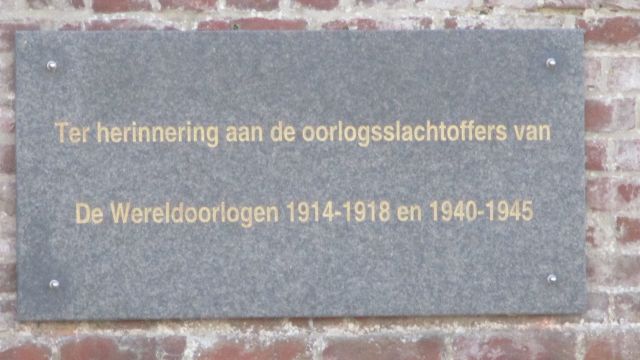 Ter herinnering aan de oorlogsslachtoffers van
De Wereldoorlogen 1914-1918 en 1940-1945